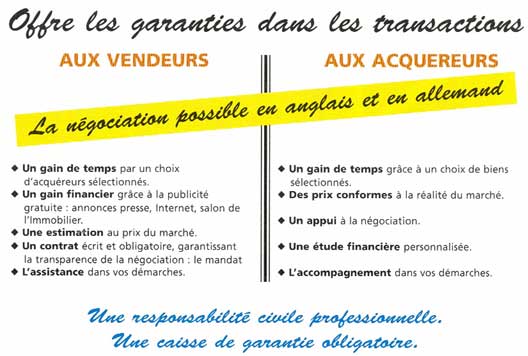 Offre les garanties dans les transactions
AUX VENDEURS
AUX ACQUEREURS
La négociation possible en anglais et en allemand
◆ Un gain de temps par un choix
d'acquéreurs sélectionnés.
◆ Un gain financier grâce à la publicité
gratuite : annonces presse, Internet, salon de
l'Immobilier.
◆ Une estimation au prix du marché.
◆ Un contrat écrit et obligatoire, garantissant
la transparence de la négociation : le mandat
◆ L'assistance dans vos démarches.
◆ Un gain de temps grâce à un choix de biens
sélectionnés.
◆ Des prix conformes à la réalité du marché.
◆ Un appui à la négociation.
◆ Une étude financière personnalisée.
◆ L'accompagnement dans vos démarches.
Une responsabilité civile professionnelle.
Une caisse de garantie obligatoire.